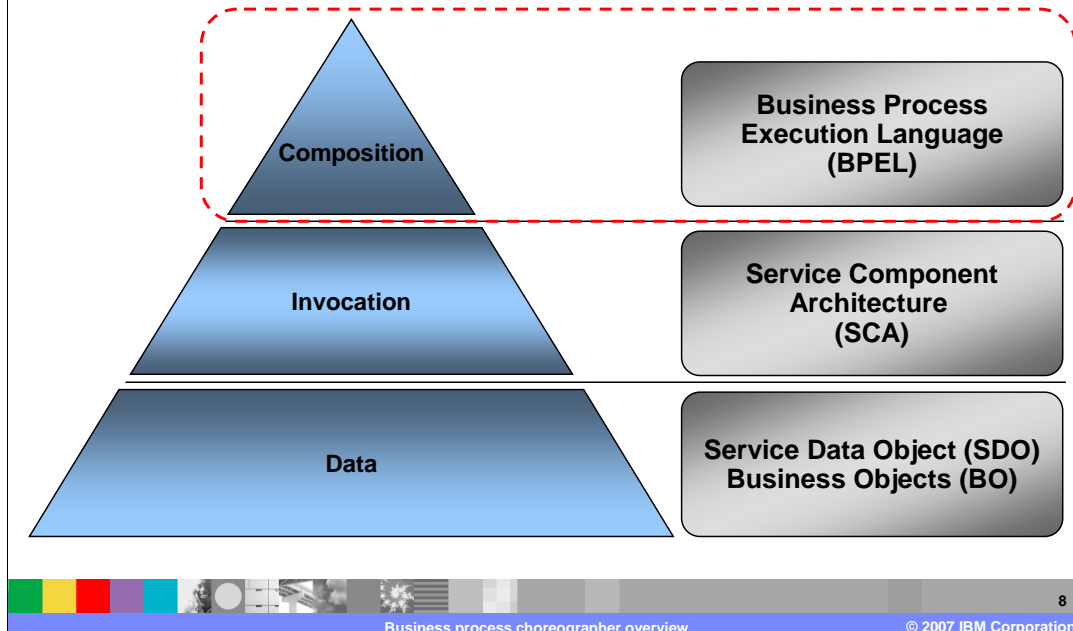 Composition
Business Process
Execution Language
(BPEL)
Invocation
Service Component
Architecture
(SCA)
Data
Service Data Object (SDO)
Business Objects (BO)
8
Business process choreographer overview
© 2007 IBM Corporation